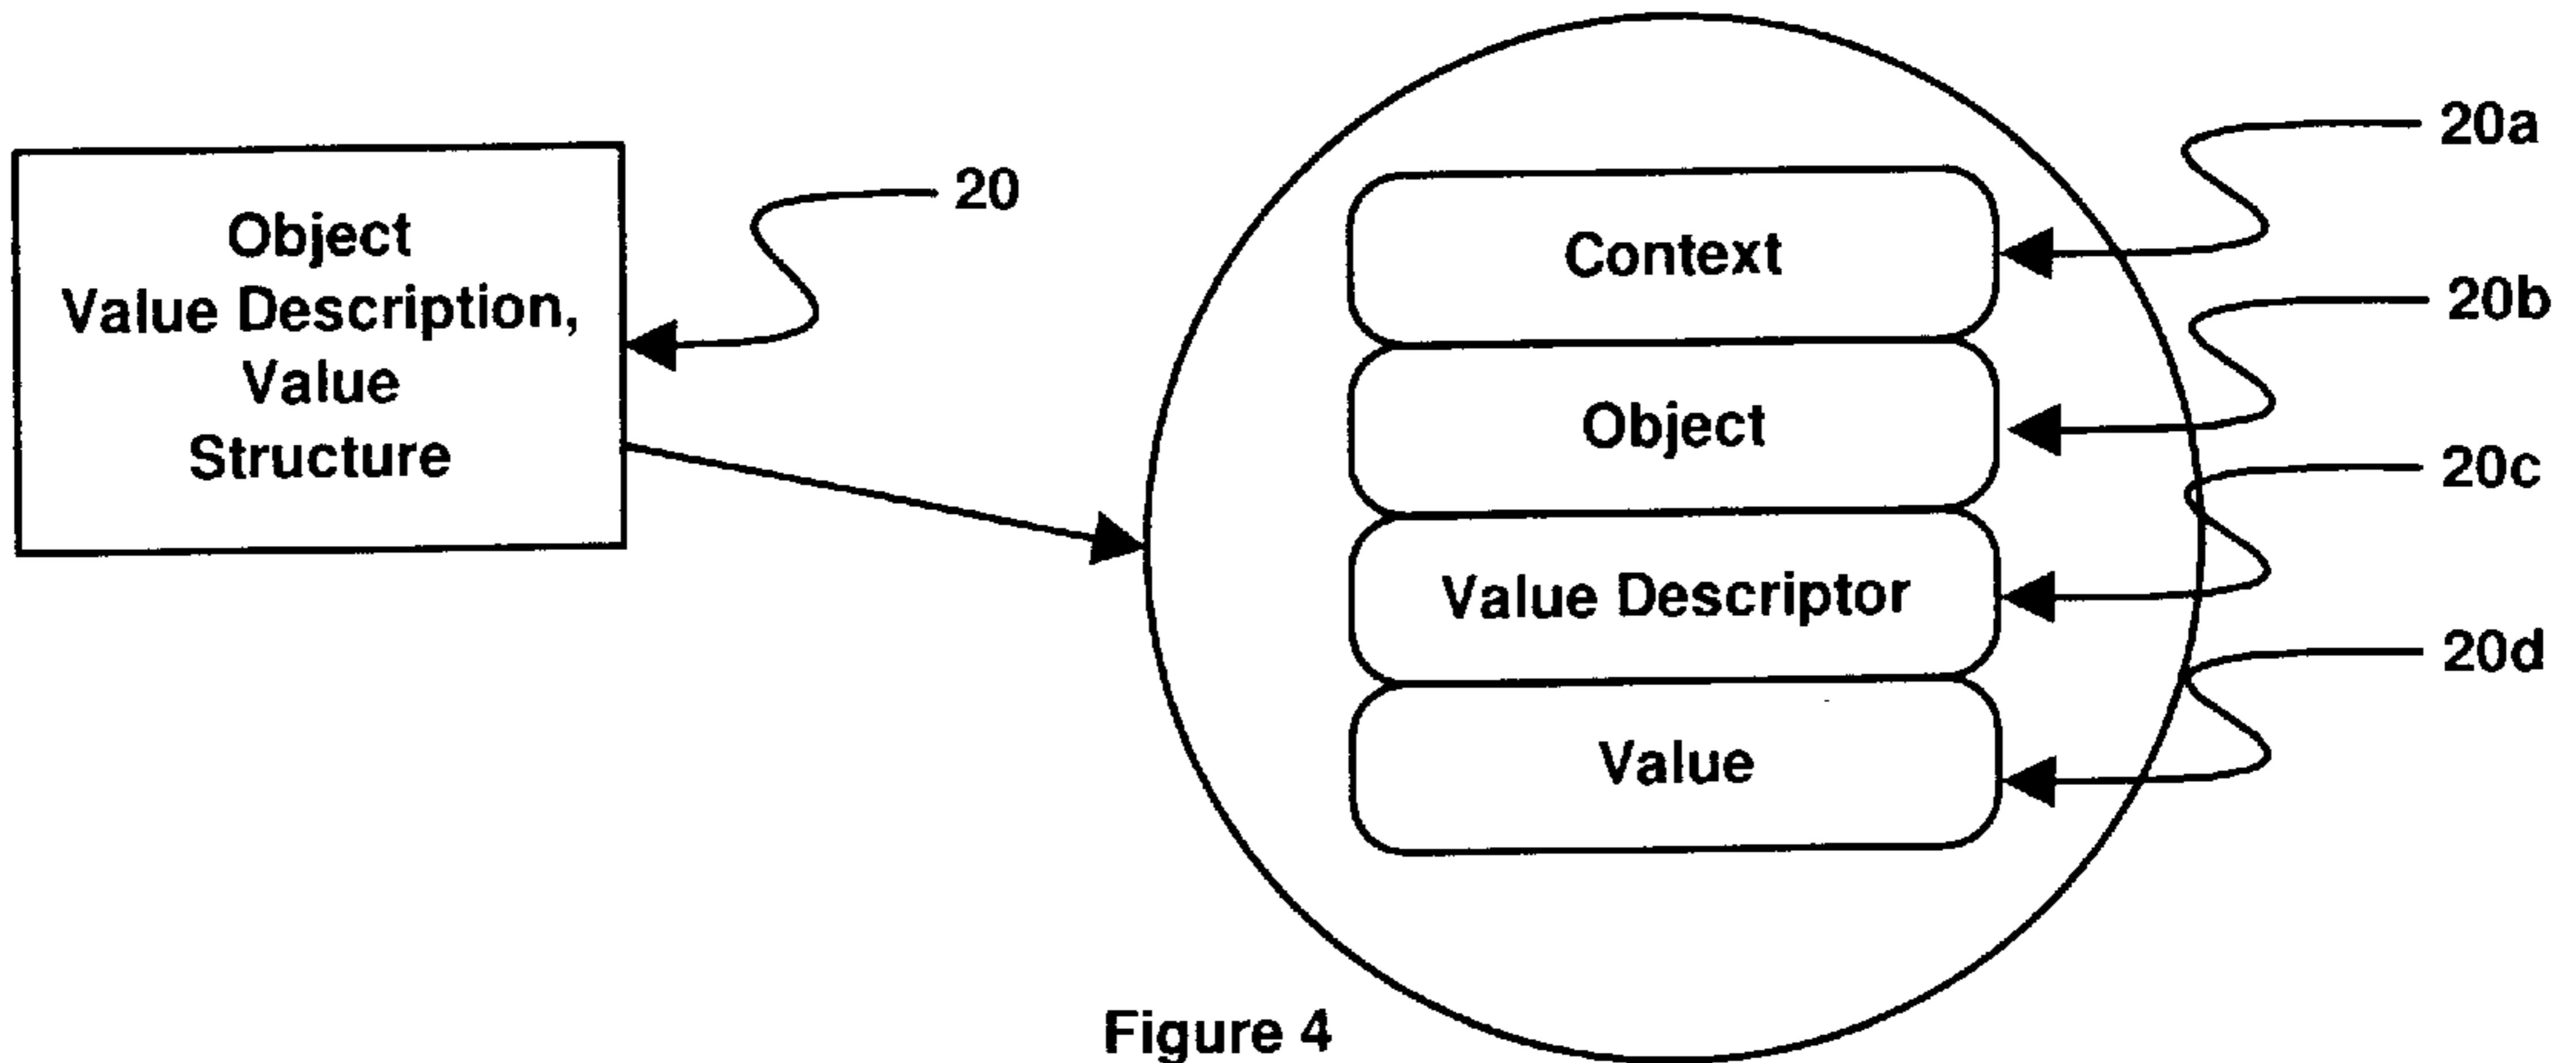 Object
Value Description,
Value
Structure
20
Context
Object
Value Descriptor
Value
20a
20b
20c
20d
Figure 4